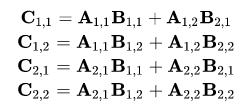 C₁,₁ = A₁,₁B₁,₁ + A₁,₂B₂,₁
C₁,₂ = A₁,₁B₁,₂ + A₁,₂B₂,₂
C₂,₁ = A₂,₁B₁,₁ + A₂,₂B₂,₁
C₂,₂ = A₂,₁B₁,₂ + A₂,₂B₂,₂